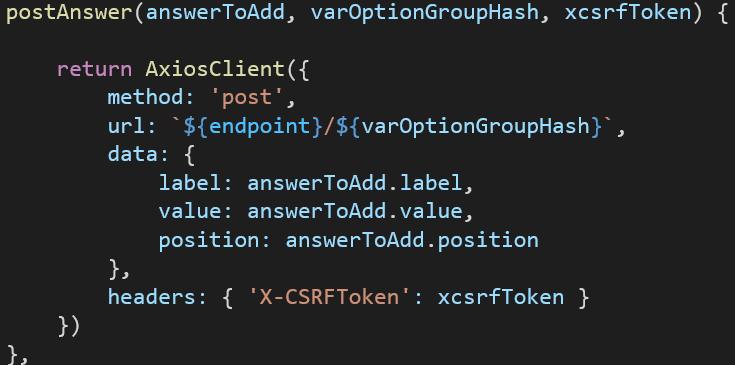 postAnswer(answerToAdd, varOptionGroupHash, xcsrfToken) {
return AxiosClient({
method: 'post',
url: `${endpoint}/${varOptionGroupHash}`,
data: {
label: answerToAdd.label,
value: answerToAdd.value,
position: answerToAdd.position
},
headers: { 'X-CSRFToken': xcsrfToken }
})
},